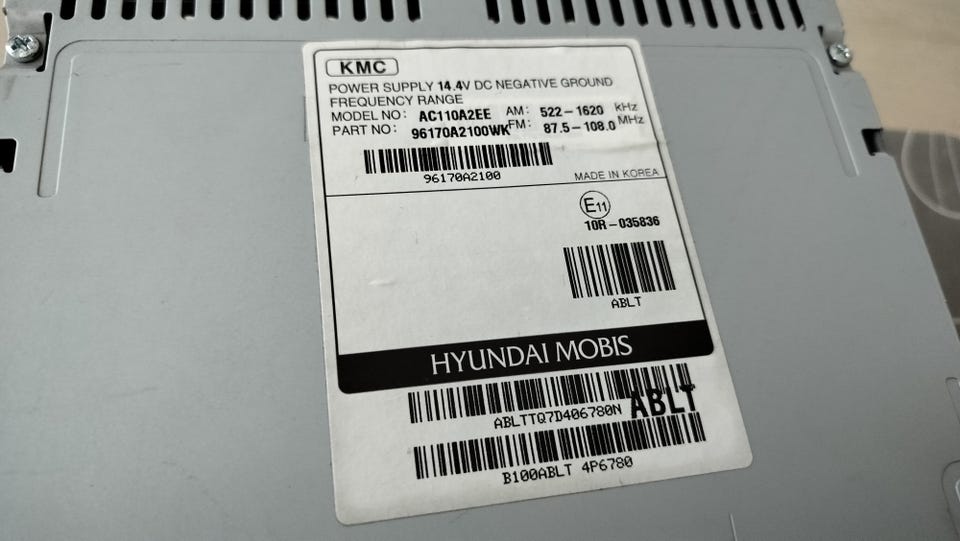 KMC
POWER SUPPLY 14.4V DC NEGATIVE GROUND
FREQUENCY RANGE
MODEL NO: AC110A2EE AM: 522-1620 kHz
PART NO: 96170A2100WK FM: 87.5-108.0 MHz
96170A2100
MADE IN KOREA
E11
10R-035836
ABLT
HYUNDAI MOBIS
ABLTTQ7D406780N ABLT
B100ABLT 4P6780